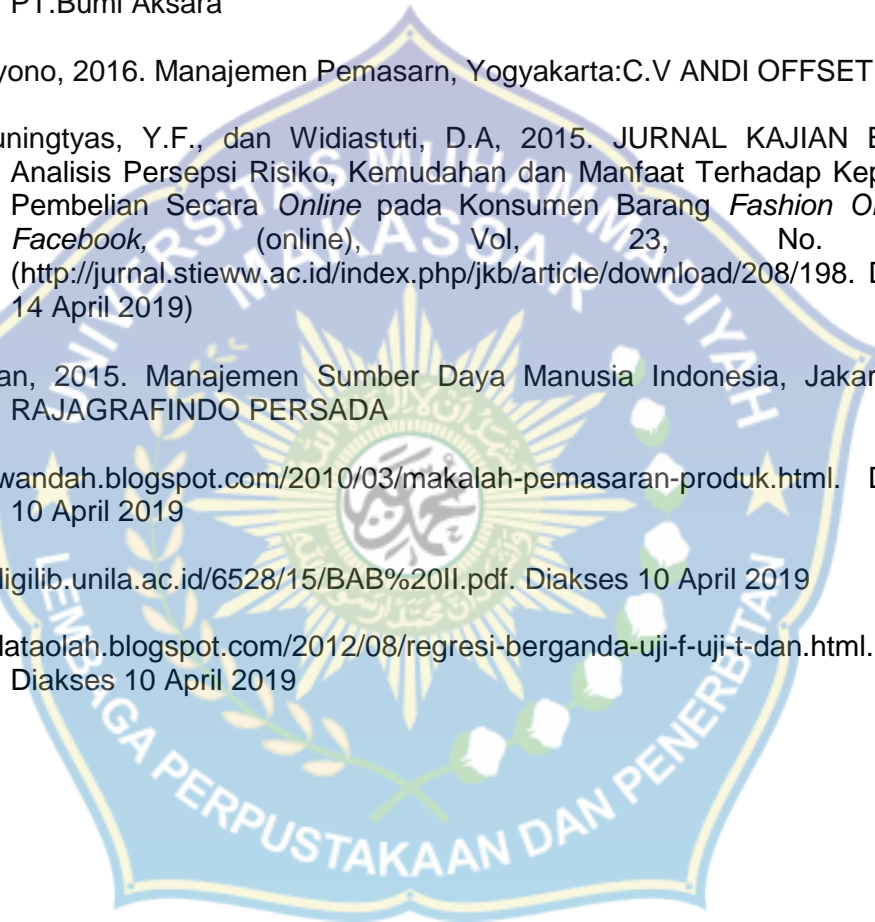 PT.Bumi Aksara
yono, 2016. Manajemen Pemasarn, Yogyakarta:C.V ANDI OFFSET
uningtyas, Y.F., dan Widiastuti, D.A, 2015. JURNAL KAJIAN
Analisis Persepsi Risiko, Kemudahan dan Manfaat Terhadap Kep
Pembelian Secara Online pada Konsumen Barang Fashion
Facebook, (online), Vol, 23, No.
(http://jurnal.stieww.ac.id/index.php/jkb/article/download/208/198.
14 April 2019)
an, 2015. Manajemen Sumber Daya Manusia Indonesia, Jakar
RAJAGRAFINDO PERSADA
wandah.blogspot.com/2010/03/makalah-pemasaran-produk.html.
10 April 2019
digilib.unila.ac.id/6528/15/BAB%20II.pdf. Diakses 10 April 2019
dataolah.blogspot.com/2012/08/regresi-berganda-uji-f-uji-t-dan.html.
Diakses 10 April 2019
UNIVERSITAS MUHAMMADIYAH
MAKASSAR
LEMBAGA PERPUSTAKAAN DAN PENERBITAN